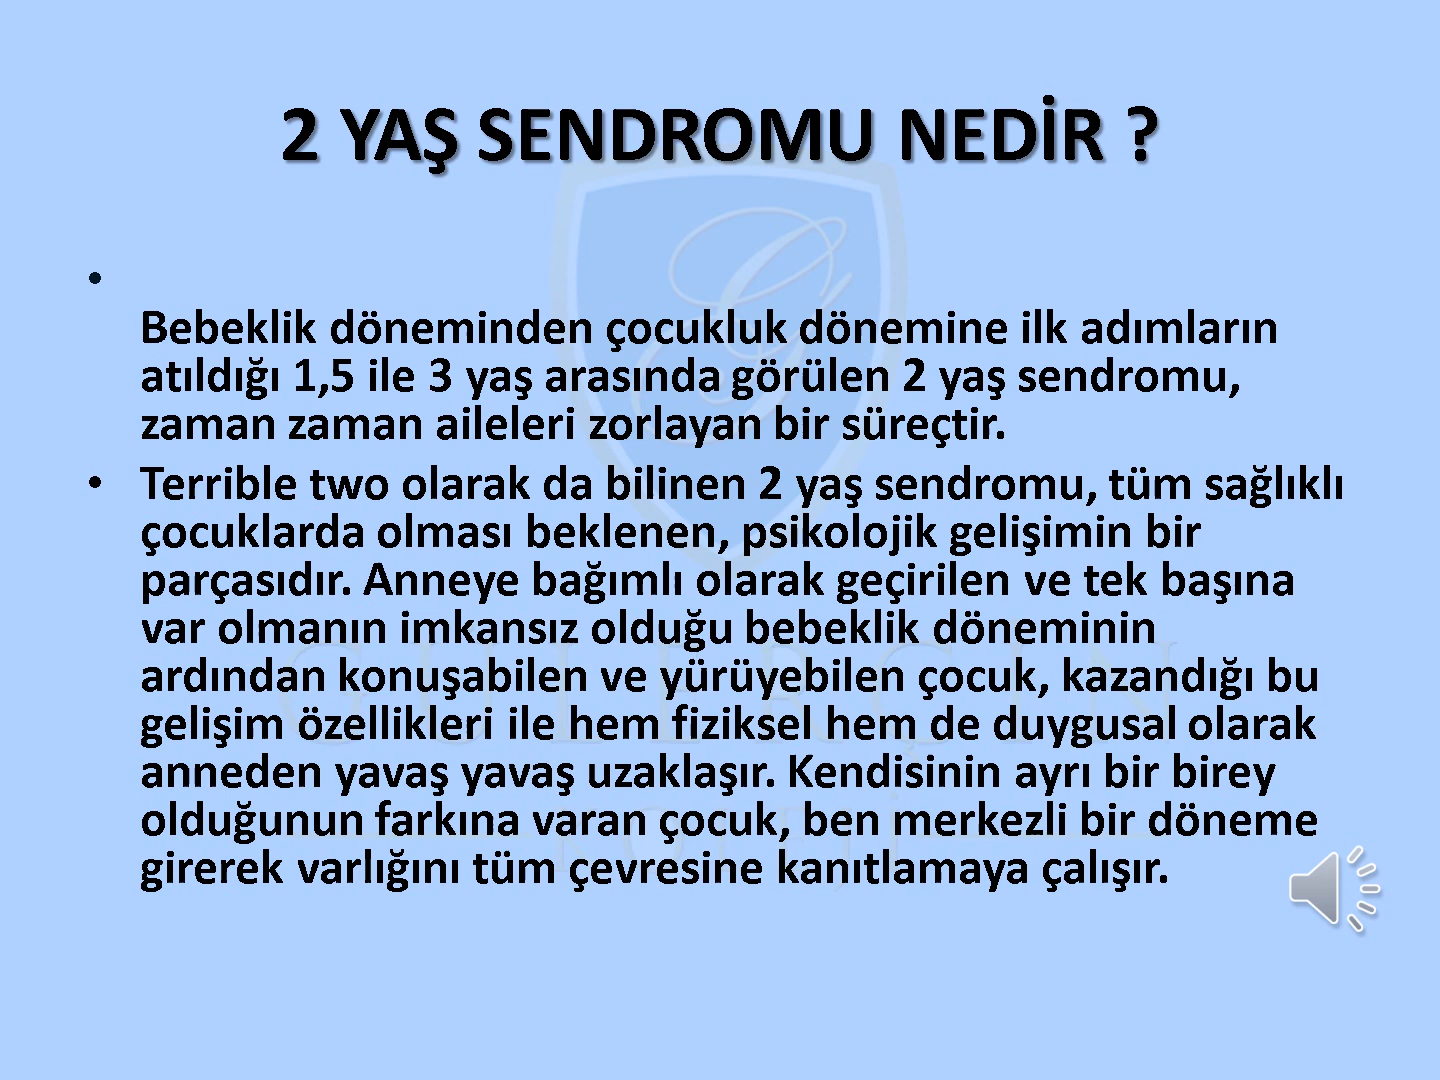 2 YAŞ SENDROMU NEDİR ?
•
Bebeklik döneminden çocukluk dönemine ilk adımların
atıldığı 1,5 ile 3 yaş arasında görülen 2 yaş sendromu,
zaman zaman aileleri zorlayan bir süreçtir.
• Terrible two olarak da bilinen 2 yaş sendromu, tüm sağlıklı
çocuklarda olması beklenen, psikolojik gelişimin bir
parçasıdır. Anneye bağımlı olarak geçirilen ve tek başına
var olmanın imkansız olduğu bebeklik döneminin
ardından konuşabilen ve yürüyebilen çocuk, kazandığı bu
gelişim özellikleri ile hem fiziksel hem de duygusal olarak
anneden yavaş yavaş uzaklaşır. Kendisinin ayrı bir birey
olduğunun farkına varan çocuk, ben merkezli bir döneme
girerek varlığını tüm çevresine kanıtlamaya çalışır.